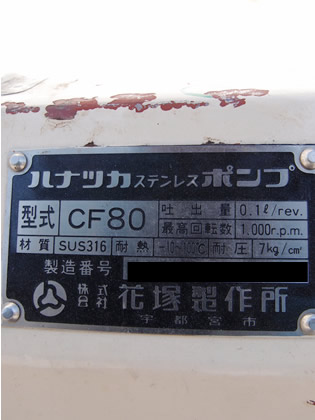 ハナツカステンレスポンプ
型式 CF80 吐出量 0.1ℓ/rev.
最高回転数 1,000r.p.m.
材質 SUS316 耐熱 耐圧 7kg/cm²
製造番号
株式会社 花塚製作所
宇都宮市